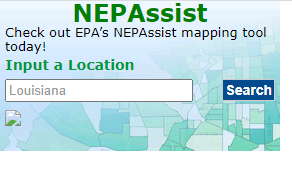 NEPAssist
Check out EPA’s NEPAssist mapping tool
today!
Input a Location
Louisiana
Search